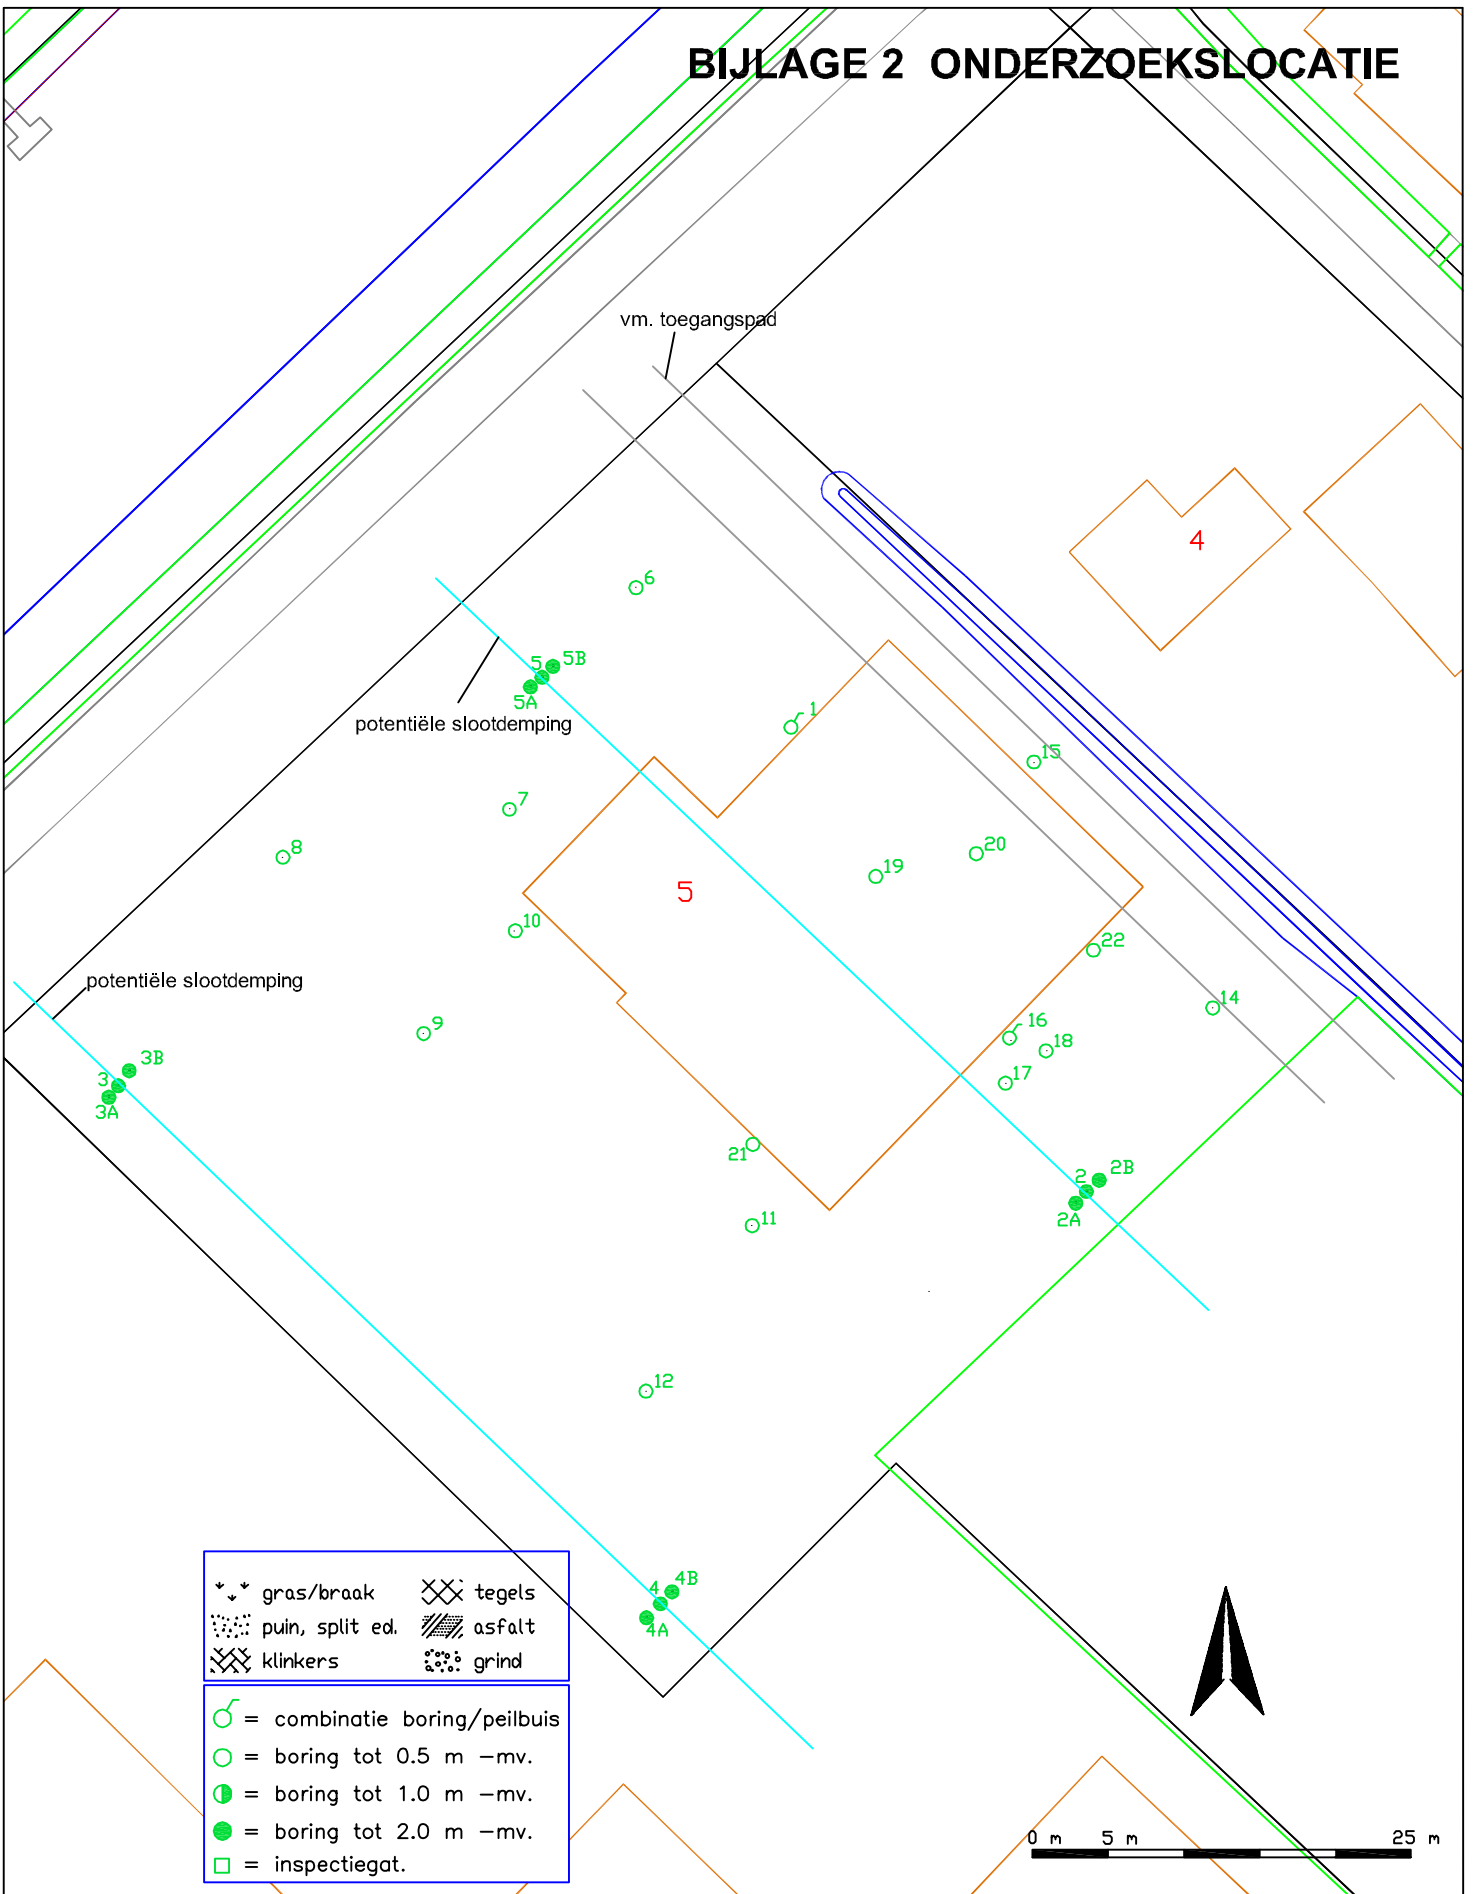 BIJLAGE 2 ONDERZOEKSLOCATIE
vm. toegangspad
4
6
5 5B
5A
potentiële slootdemping
1
15
7
8
20
19
5
10
22
potentiële slootdemping
14
9
16
18
3B
3
3A
17
21
2B
2
2A
11
12
4B
4
4A
gras/braak tegels
puin, split ed. asfalt
klinkers grind
= combinatie boring/peilbuis
= boring tot 0.5 m -mv.
= boring tot 1.0 m -mv.
= boring tot 2.0 m -mv.
= inspectiegat.
0 m 5 m 25 m